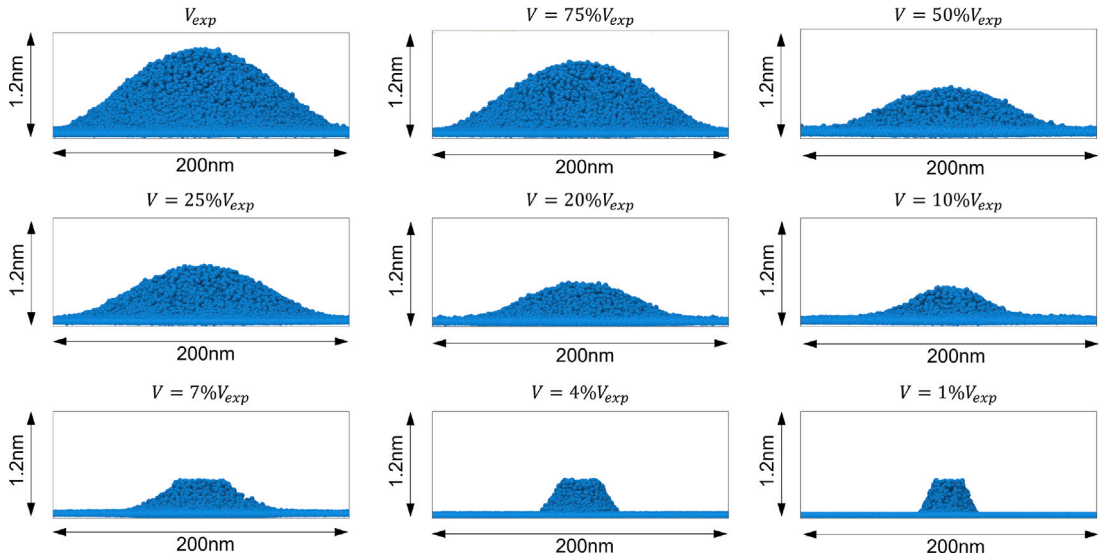 V_exp
V = 75%V_exp
V = 50%V_exp
1.2nm
1.2nm
1.2nm
200nm
200nm
200nm
V = 25%V_exp
V = 20%V_exp
V = 10%V_exp
1.2nm
1.2nm
1.2nm
200nm
200nm
200nm
V = 7%V_exp
V = 4%V_exp
V = 1%V_exp
1.2nm
1.2nm
1.2nm
200nm
200nm
200nm